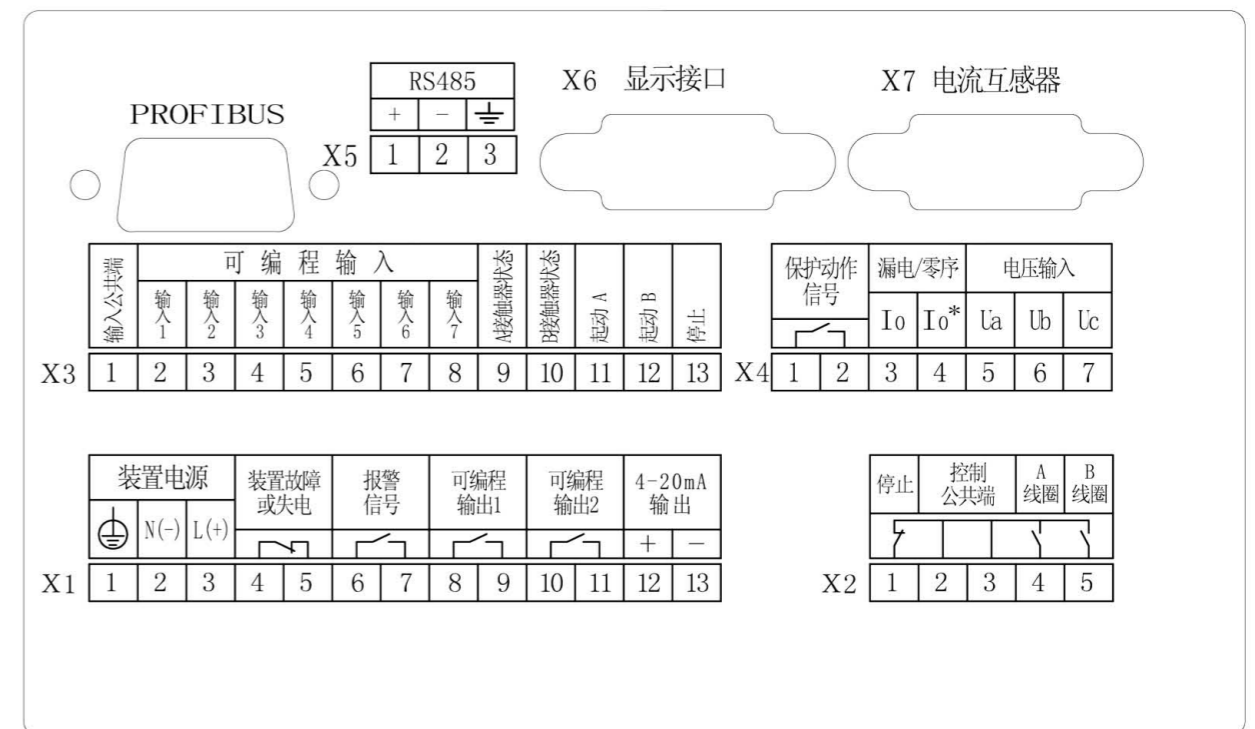 PROFIBUS
RS485
+ −
X5 1 2 3
X6 显示接口
X7 电流互感器
输入公共端
可编程输入
输入1
输入2
输入3
输入4
输入5
输入6
输入7
A接触器状态
B接触器状态
起动 A
起动 B
停止
X3 1 2 3 4 5 6 7 8 9 10 11 12 13
保护动作
信号
漏电/零序
Io Io*
电压输入
Ua Ub Uc
X4 1 2 3 4 5 6 7
装置电源
N(-) L(+)
装置故障
或失电
报警
信号
可编程
输出1
可编程
输出2
4-20mA
输出
+ −
X1 1 2 3 4 5 6 7 8 9 10 11 12 13
停止
控制
公共端
A
线圈
B
线圈
X2 1 2 3 4 5